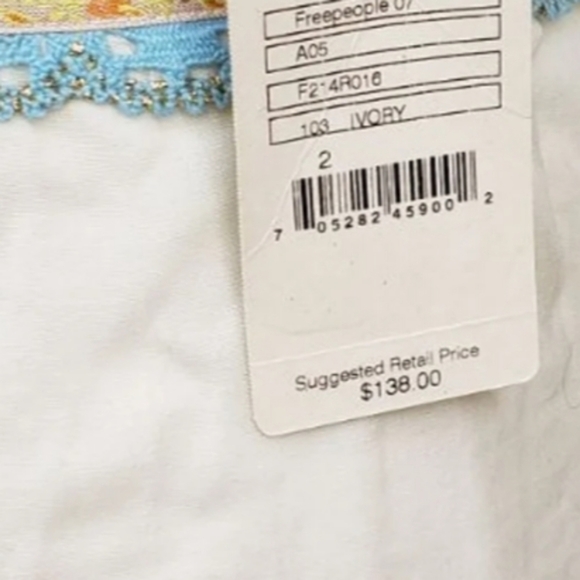 Freepeople 07
A05
F214R016
103 IVORY
2
7 05282 45900 2
Suggested Retail Price
$138.00